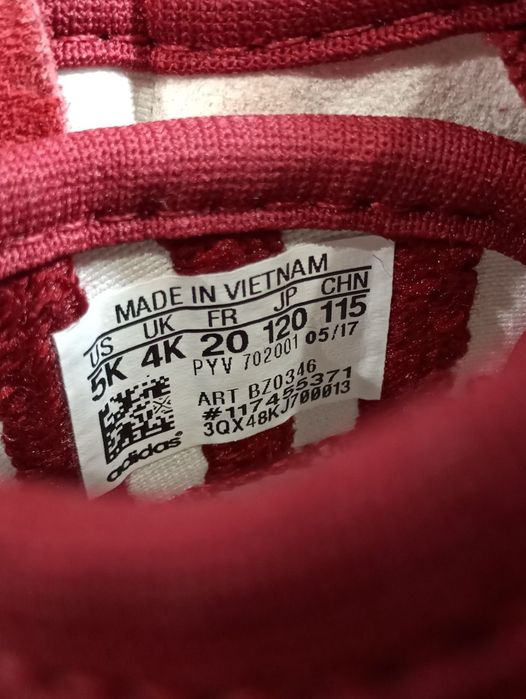 MADE IN VIETNAM
US UK FR JP CHN
5K 4K 20 120 115
PYV 702001 05/17
ART BZ0346
#117455371
3QX48KJ700013
adidas